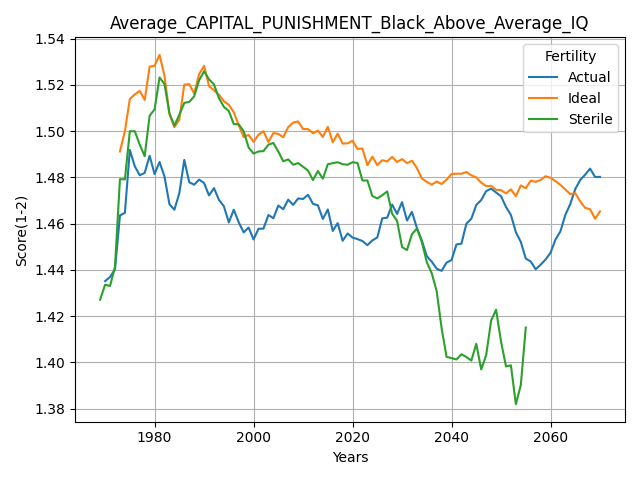 Average_CAPITAL_PUNISHMENT_Black_Above_Average_IQ
1.54
1.52
1.50
1.48
1.46
1.44
1.42
1.40
1.38
Score(1-2)
Fertility
Actual
Ideal
Sterile
1980
2000
2020
2040
2060
Years